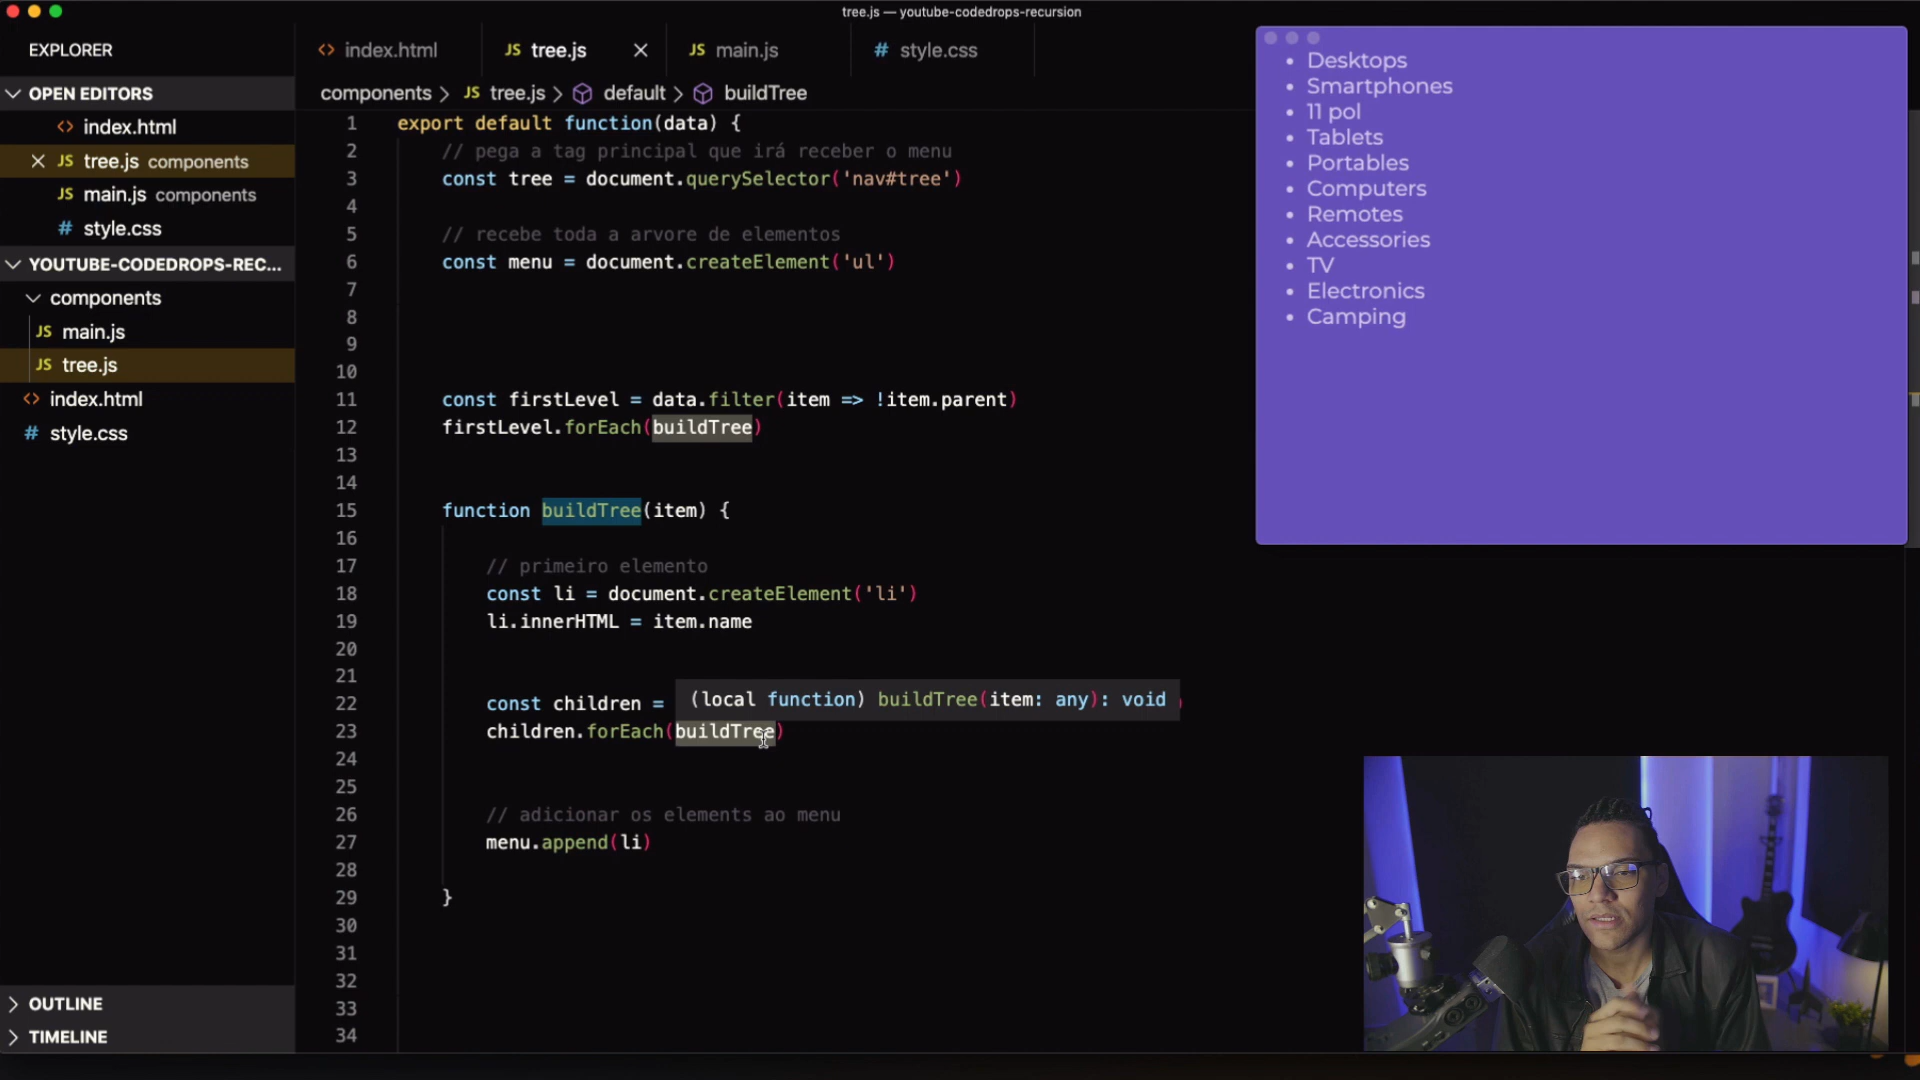 tree.js — youtube-codedrops-recursion
EXPLORER
OPEN EDITORS
<> index.html
JS tree.js components
JS main.js components
# style.css
YOUTUBE-CODEDROPS-REC...
components
JS main.js
JS tree.js
<> index.html
# style.css
OUTLINE
TIMELINE
<> index.html
JS tree.js
JS main.js
# style.css
components > JS tree.js > default > buildTree
1 export default function(data) {
2 // pega a tag principal que irá receber o menu
3 const tree = document.querySelector('nav#tree')
4
5 // recebe toda a arvore de elementos
6 const menu = document.createElement('ul')
7
8
9
10
11 const firstLevel = data.filter(item => !item.parent)
12 firstLevel.forEach(buildTree)
13
14
15 function buildTree(item) {
16
17 // primeiro elemento
18 const li = document.createElement('li')
19 li.innerHTML = item.name
20
21
(local function) buildTree(item: any): void
22 const children =
23 children.forEach(buildTree)
24
25
26 // adicionar os elements ao menu
27 menu.append(li)
28
29 }
30
31
32
33
34
• Desktops
• Smartphones
• 11 pol
• Tablets
• Portables
• Computers
• Remotes
• Accessories
• TV
• Electronics
• Camping